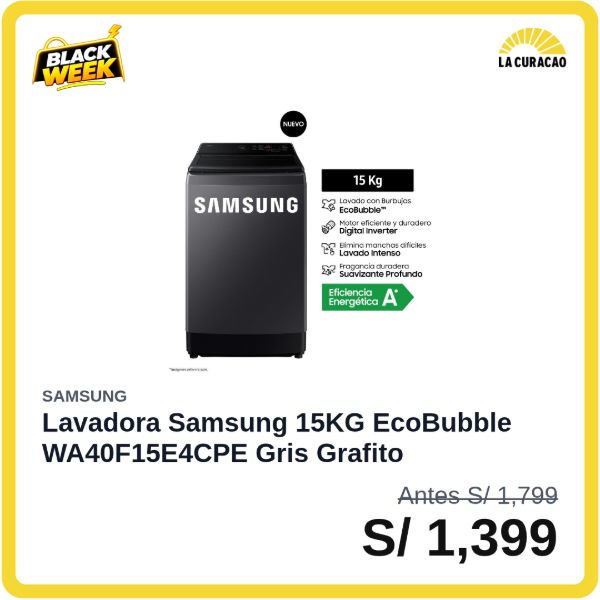 BLACK
WEEK
LA CURACAO
NUEVO
SAMSUNG
15 Kg
Lavado con Burbujas
EcoBubble™
Motor eficiente y duradero
Digital Inverter
Elimina manchas difíciles
Lavado Intenso
Fragancia duradera
Suavizante Profundo
Eficiencia
Energética A*
SAMSUNG
Lavadora Samsung 15KG EcoBubble
WA40F15E4CPE Gris Grafito
Antes S/ 1,799
S/ 1,399